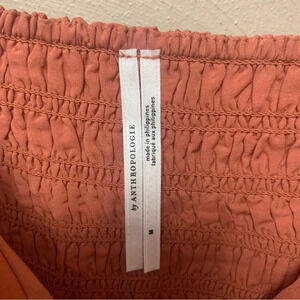 by ANTHROPOLOGIE
made in philippines
fabriqué aux philippines
M